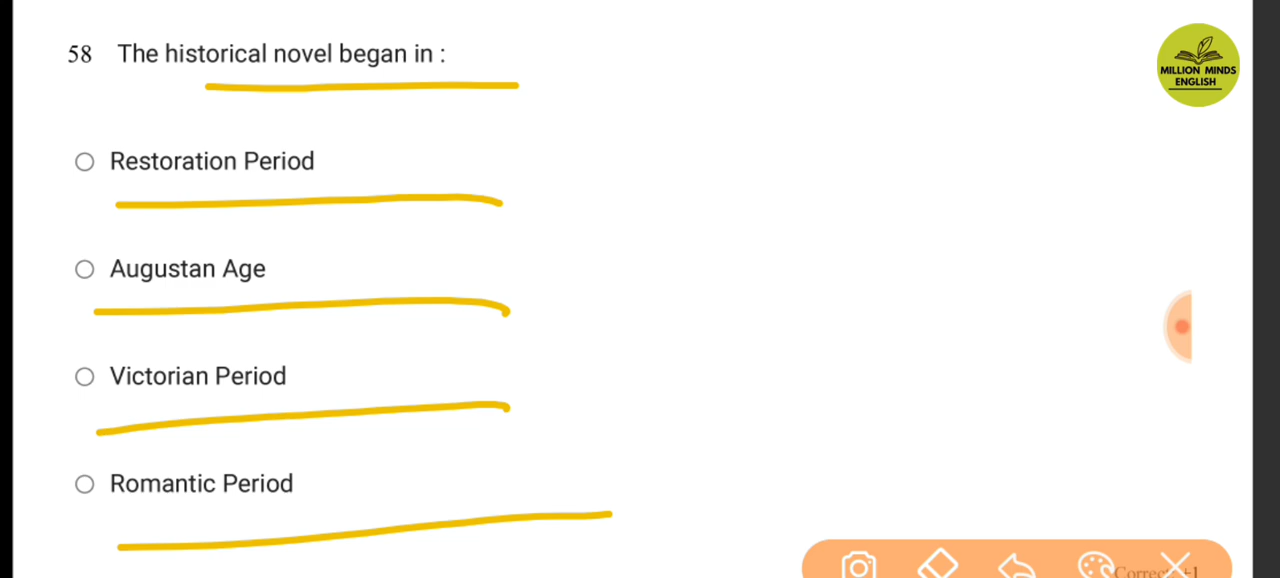 58 The historical novel began in :
MILLION MINDS
ENGLISH
Restoration Period
Augustan Age
Victorian Period
Romantic Period